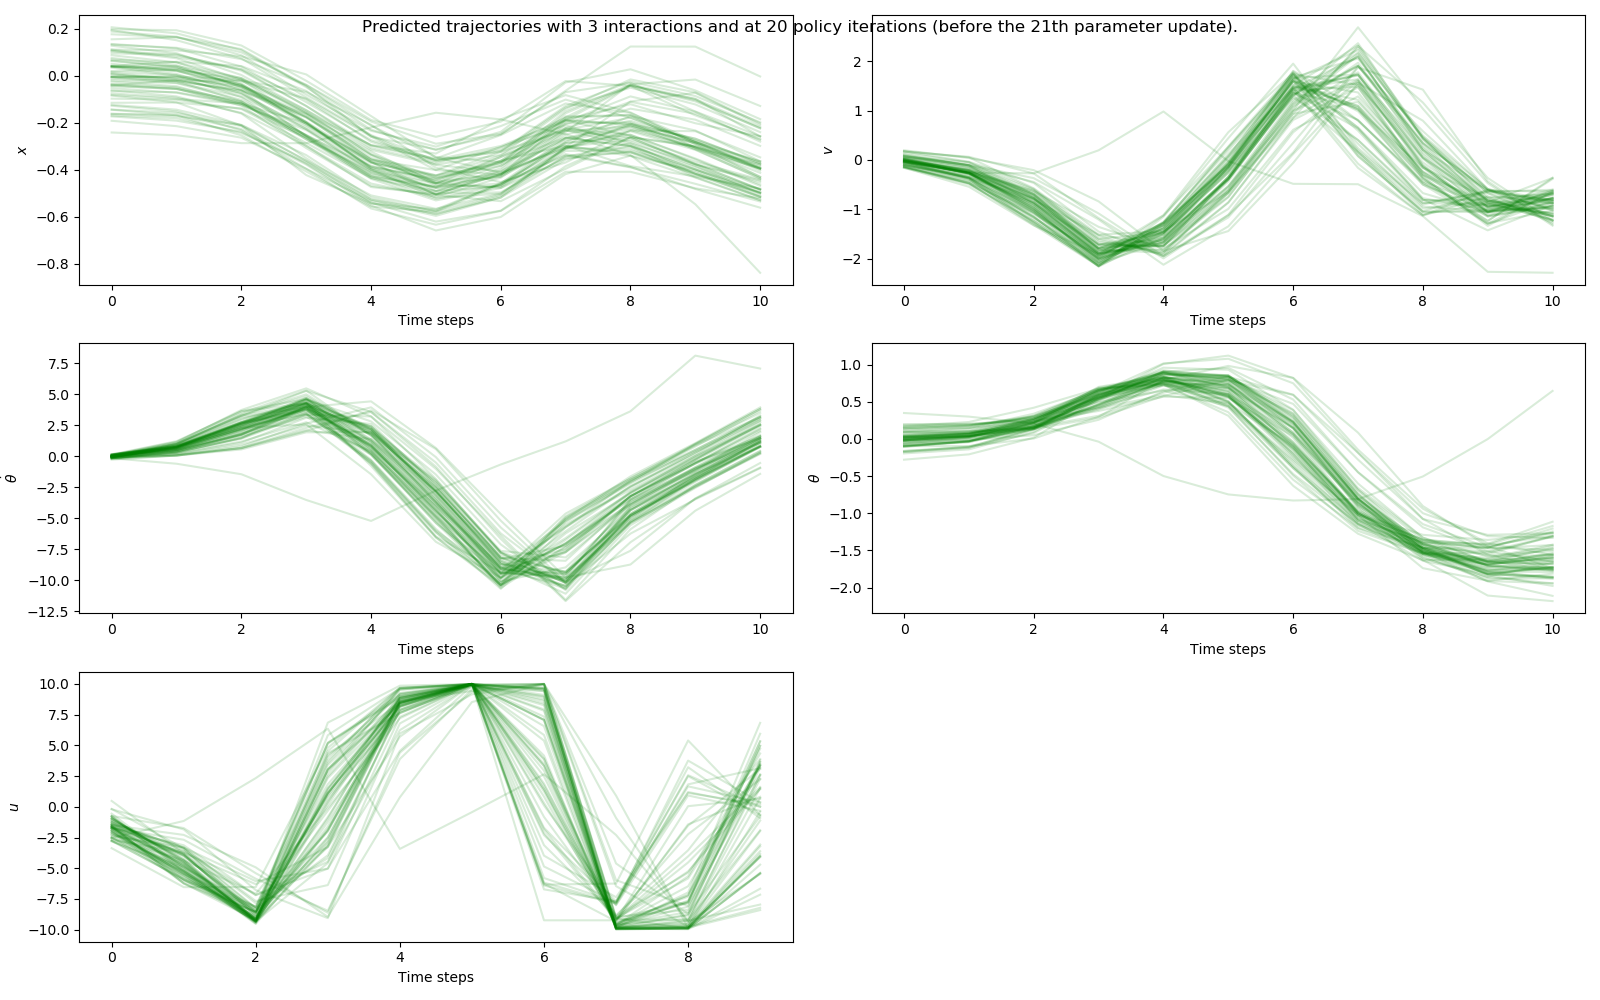 Predicted trajectories with 3 interactions and at 20 policy iterations (before the 21th parameter update).
0.2
0.0
−0.2
−0.4
−0.6
−0.8
x
0 2 4 6 8 10
Time steps
2
1
0
−1
−2
v
0 2 4 6 8 10
Time steps
7.5
5.0
2.5
0.0
−2.5
−5.0
−7.5
−10.0
−12.5
θ̇
0 2 4 6 8 10
Time steps
1.0
0.5
0.0
−0.5
−1.0
−1.5
−2.0
θ
0 2 4 6 8 10
Time steps
10.0
7.5
5.0
2.5
0.0
−2.5
−5.0
−7.5
−10.0
u
0 2 4 6 8
Time steps